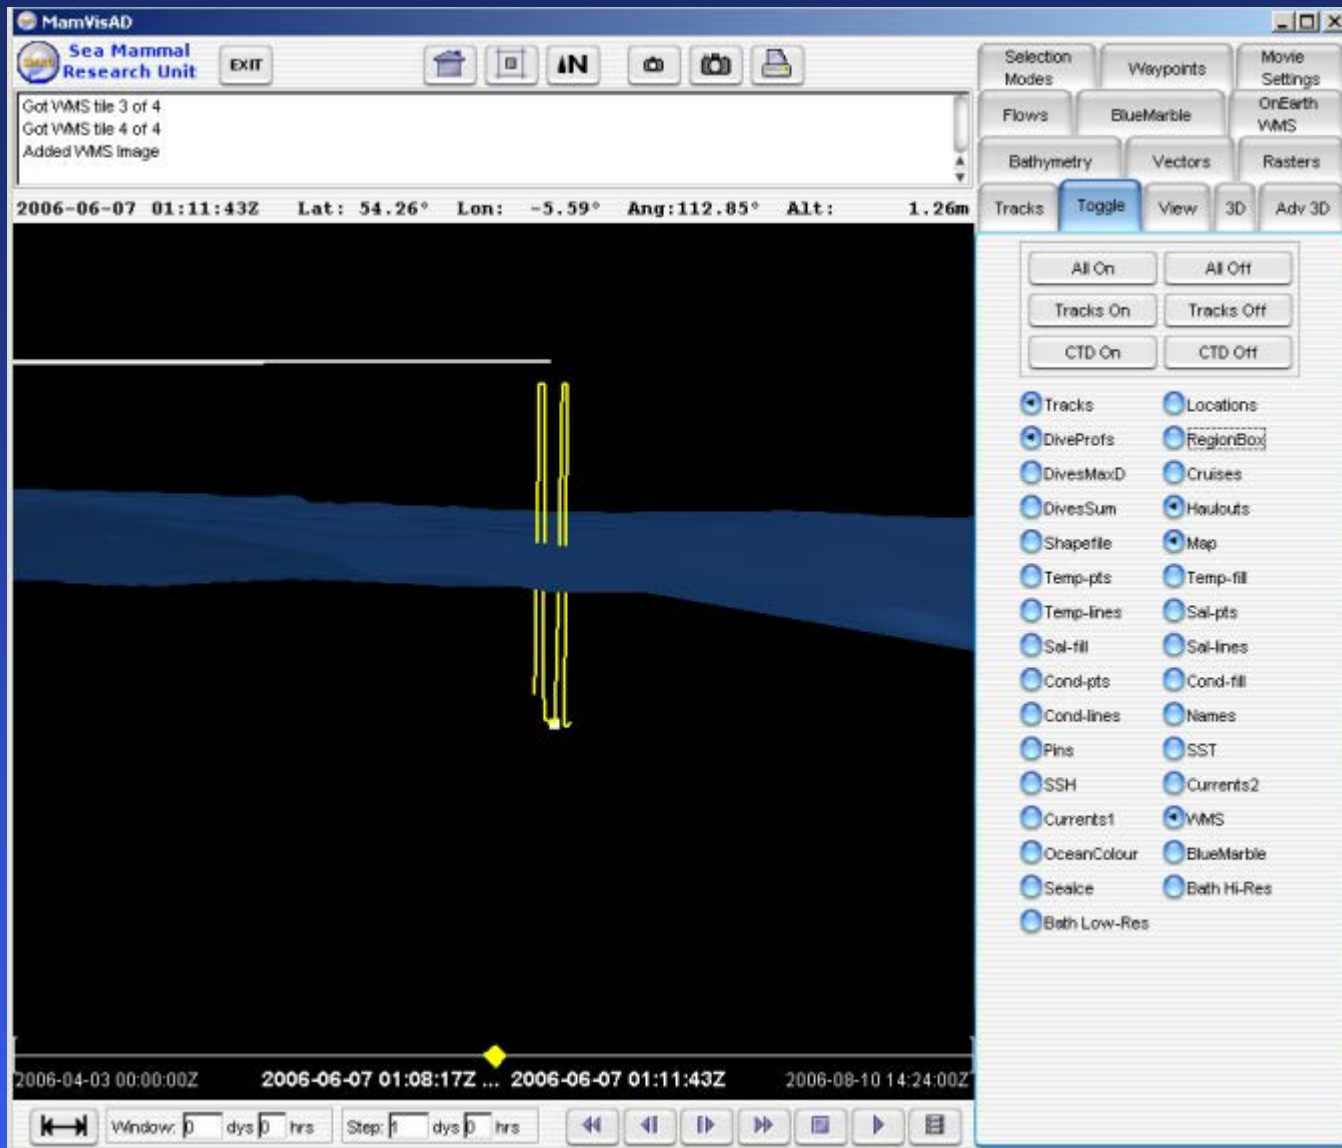 MamVisAD
Sea Mammal
Research Unit
EXIT
N
Got WMS tile 3 of 4
Got WMS tile 4 of 4
Added WMS Image
2006-06-07 01:11:43Z Lat: 54.26° Lon: -5.59° Ang:112.85° Alt: 1.26m
Selection Modes
Waypoints
Movie Settings
Flows
BlueMarble
OnEarth WMS
Bathymetry
Vectors
Rasters
Tracks
Toggle
View
3D
Adv 3D
All On
All Off
Tracks On
Tracks Off
CTD On
CTD Off
Tracks
Locations
DiveProfs
RegionBox
DivesMaxD
Cruises
DivesSum
Haulouts
Shapefile
Map
Temp-pts
Temp-fill
Temp-lines
Sal-pts
Sal-fill
Sal-lines
Cond-pts
Cond-fill
Cond-lines
Names
Pins
SST
SSH
Currents2
Currents1
WMS
OceanColour
BlueMarble
SeaIce
Bath Hi-Res
Bath Low-Res
2006-04-03 00:00:00Z
2006-06-07 01:08:17Z ... 2006-06-07 01:11:43Z
2006-08-10 14:24:00Z
Window: 0 dys 0 hrs
Step: 1 dys 0 hrs